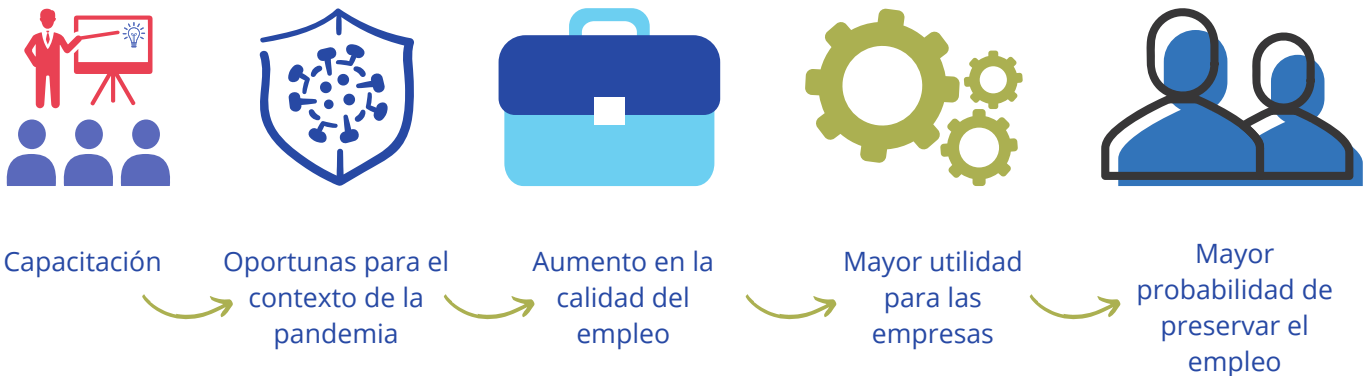 Capacitación
Oportunas para el
contexto de la
pandemia
Aumento en la
calidad del
empleo
Mayor utilidad
para las
empresas
Mayor
probabilidad de
preservar el
empleo